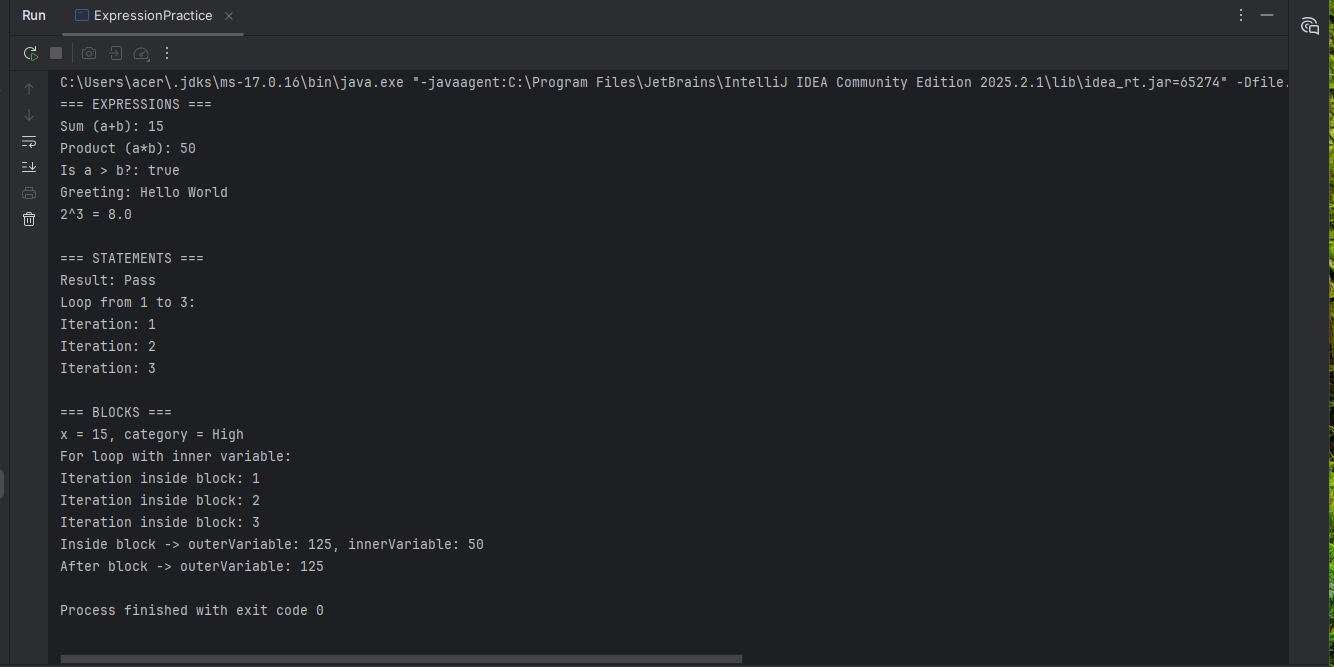 Run ExpressionPractice
C:\Users\acer\.jdks\ms-17.0.16\bin\java.exe "-javaagent:C:\Program Files\JetBrains\IntelliJ IDEA Community Edition 2025.2.1\lib\idea_rt.jar=65274" -Dfile.
=== EXPRESSIONS ===
Sum (a+b): 15
Product (a*b): 50
Is a > b?: true
Greeting: Hello World
2^3 = 8.0
=== STATEMENTS ===
Result: Pass
Loop from 1 to 3:
Iteration: 1
Iteration: 2
Iteration: 3
=== BLOCKS ===
x = 15, category = High
For loop with inner variable:
Iteration inside block: 1
Iteration inside block: 2
Iteration inside block: 3
Inside block -> outerVariable: 125, innerVariable: 50
After block -> outerVariable: 125
Process finished with exit code 0